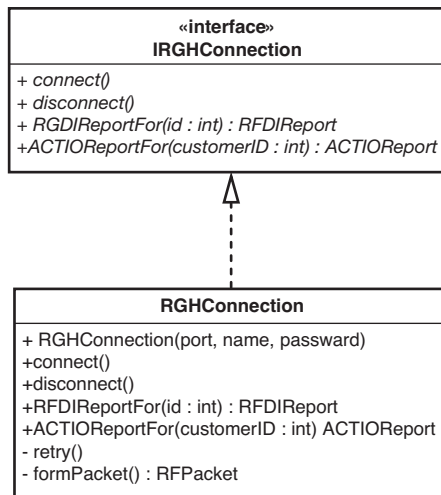 «interface»
IRGHConnection
+ connect()
+ disconnect()
+ RGDIReportFor(id : int) : RFDIReport
+ACTIOReportFor(customerID : int) : ACTIOReport
RGHConnection
+ RGHConnection(port, name, passward)
+connect()
+disconnect()
+RFDIReportFor(id : int) : RFDIReport
+ACTIOReportFor(customerID : int) ACTIOReport
- retry()
- formPacket() : RFPacket